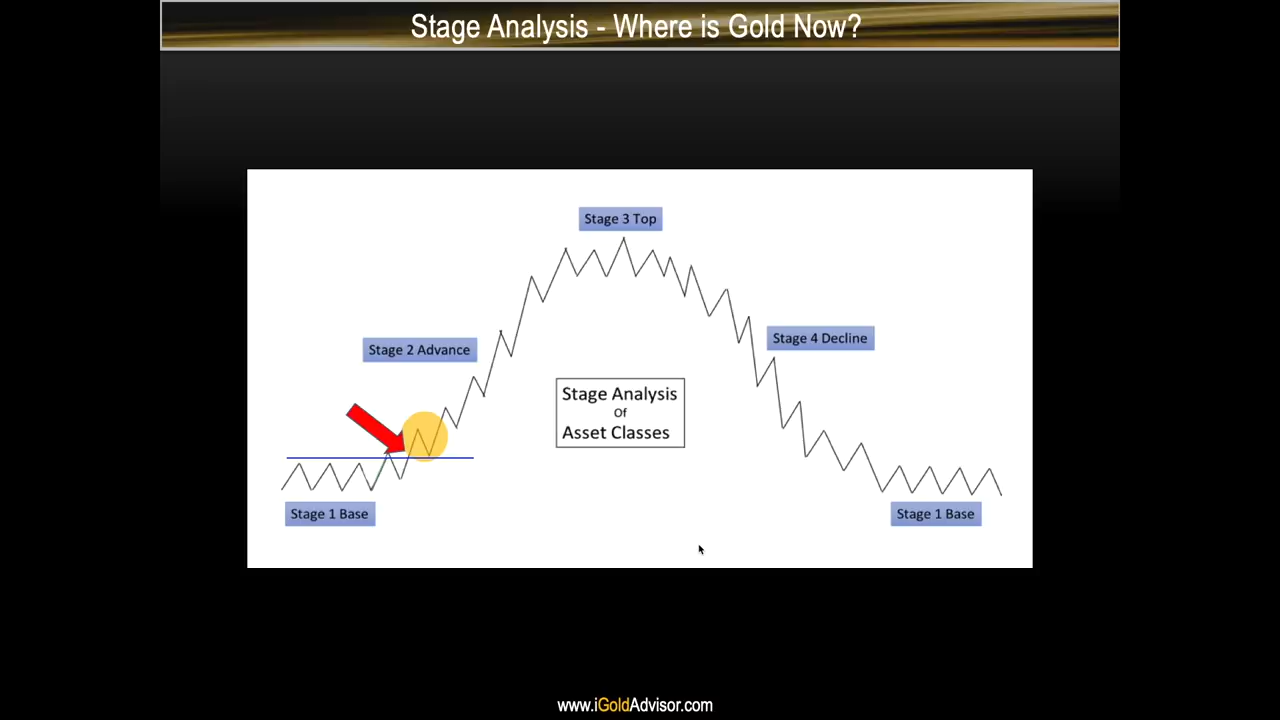 Stage Analysis - Where is Gold Now?
Stage 3 Top
Stage 2 Advance
Stage 4 Decline
Stage Analysis
Of
Asset Classes
Stage 1 Base
Stage 1 Base
www.iGoldAdvisor.com